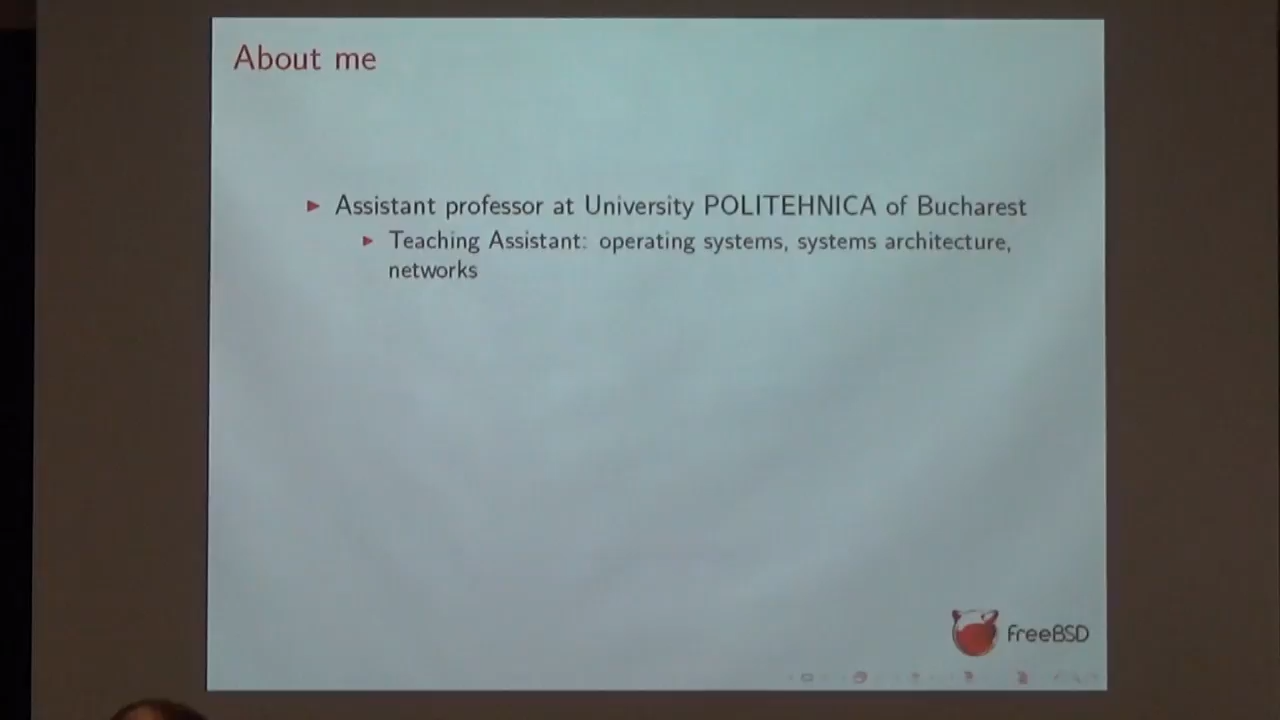 About me
Assistant professor at University POLITEHNICA of Bucharest
Teaching Assistant: operating systems, systems architecture,
networks
FreeBSD